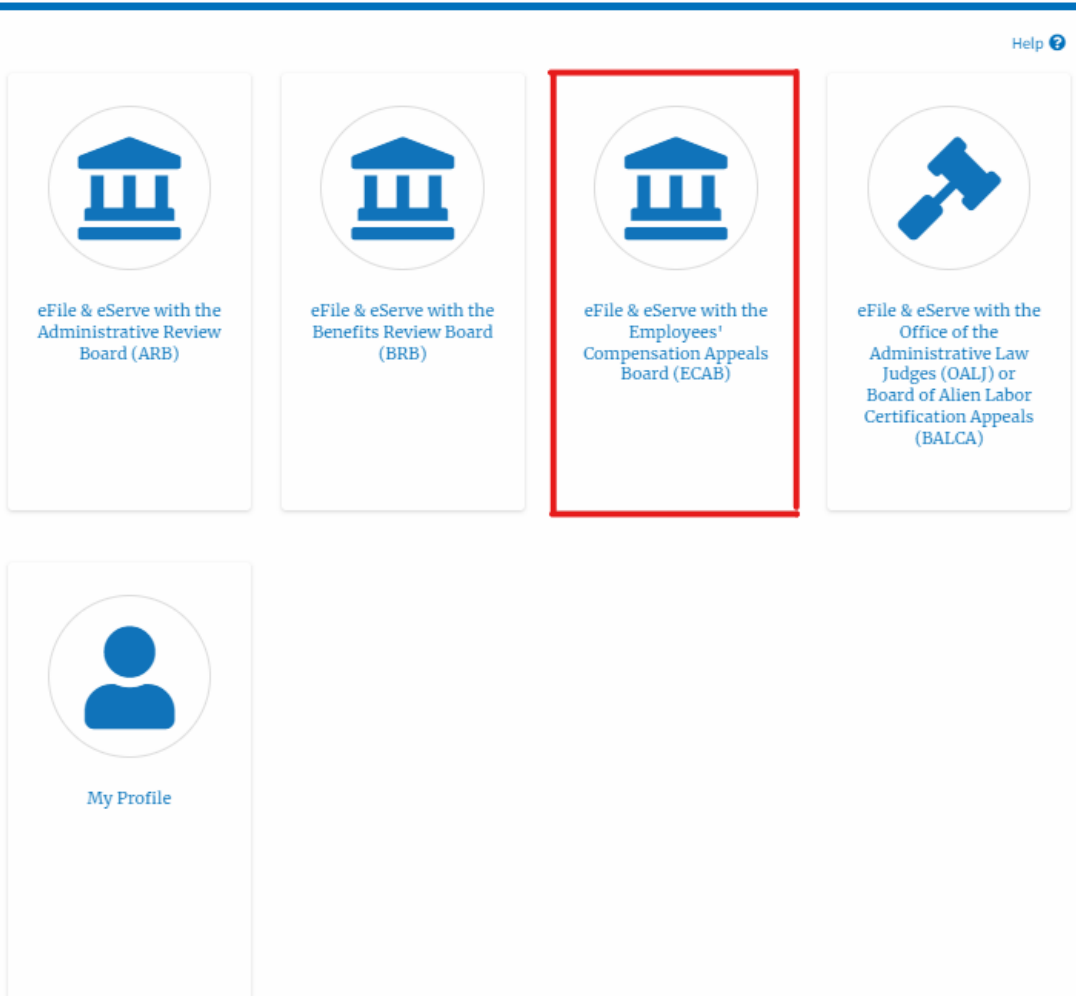 Help
eFile & eServe with the
Administrative Review
Board (ARB)
eFile & eServe with the
Benefits Review Board
(BRB)
eFile & eServe with the
Employees'
Compensation Appeals
Board (ECAB)
eFile & eServe with the
Office of the
Administrative Law
Judges (OALJ) or
Board of Alien Labor
Certification Appeals
(BALCA)
My Profile